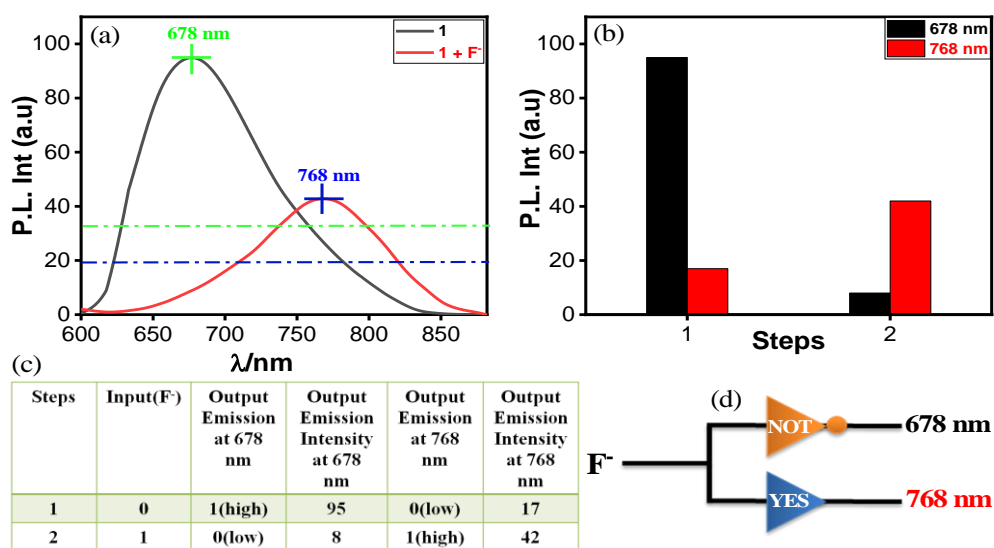 (a)
678 nm
1
1 + F-
768 nm
P.L. Int (a.u)
100
80
60
40
20
0
600 650 700 750 800 850
λ/nm
(b)
678 nm
768 nm
P.L. Int (a.u)
100
80
60
40
20
0
1 2
Steps
(c)
Steps Input(F-) Output Emission at 678 nm Output Emission Intensity at 678 nm Output Emission at 768 nm Output Emission Intensity at 768 nm
1 0 1(high) 95 0(low) 17
2 1 0(low) 8 1(high) 42
(d)
F-
NOT
678 nm
YES
768 nm